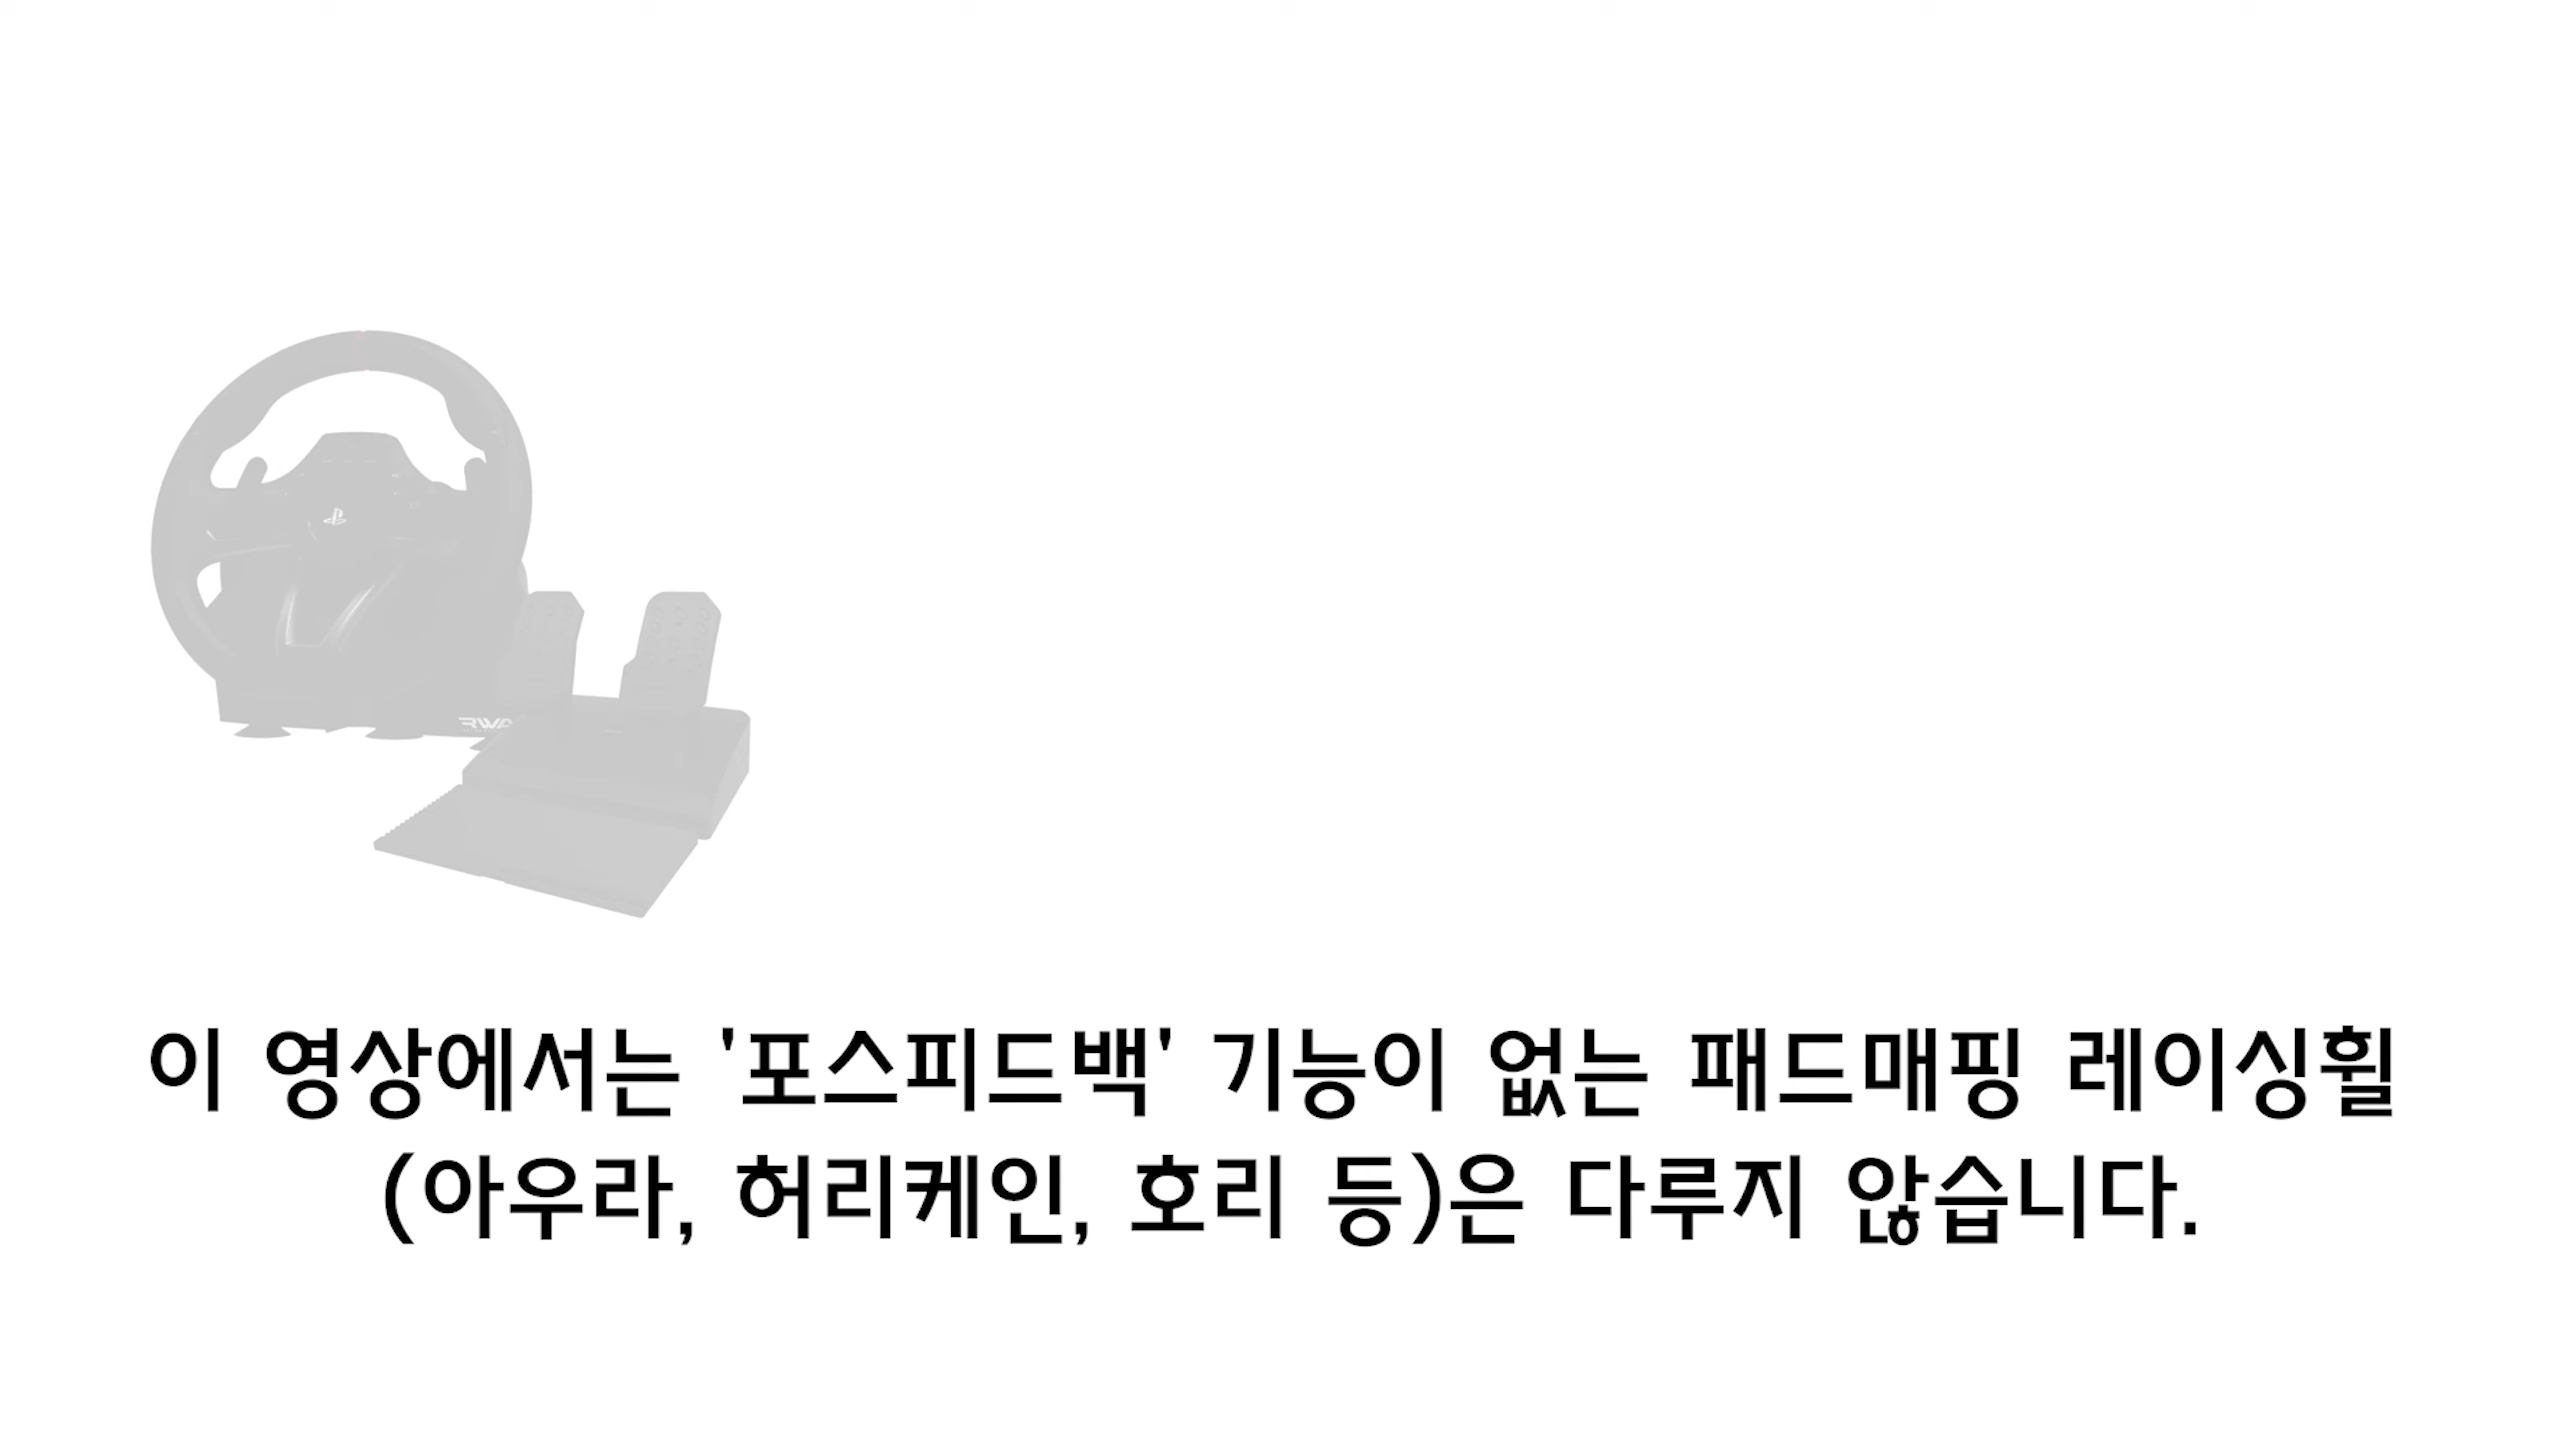 RWA
이 영상에서는 '포스피드백' 기능이 없는 패드매핑 레이싱휠
(아우라, 허리케인, 호리 등)은 다루지 않습니다.